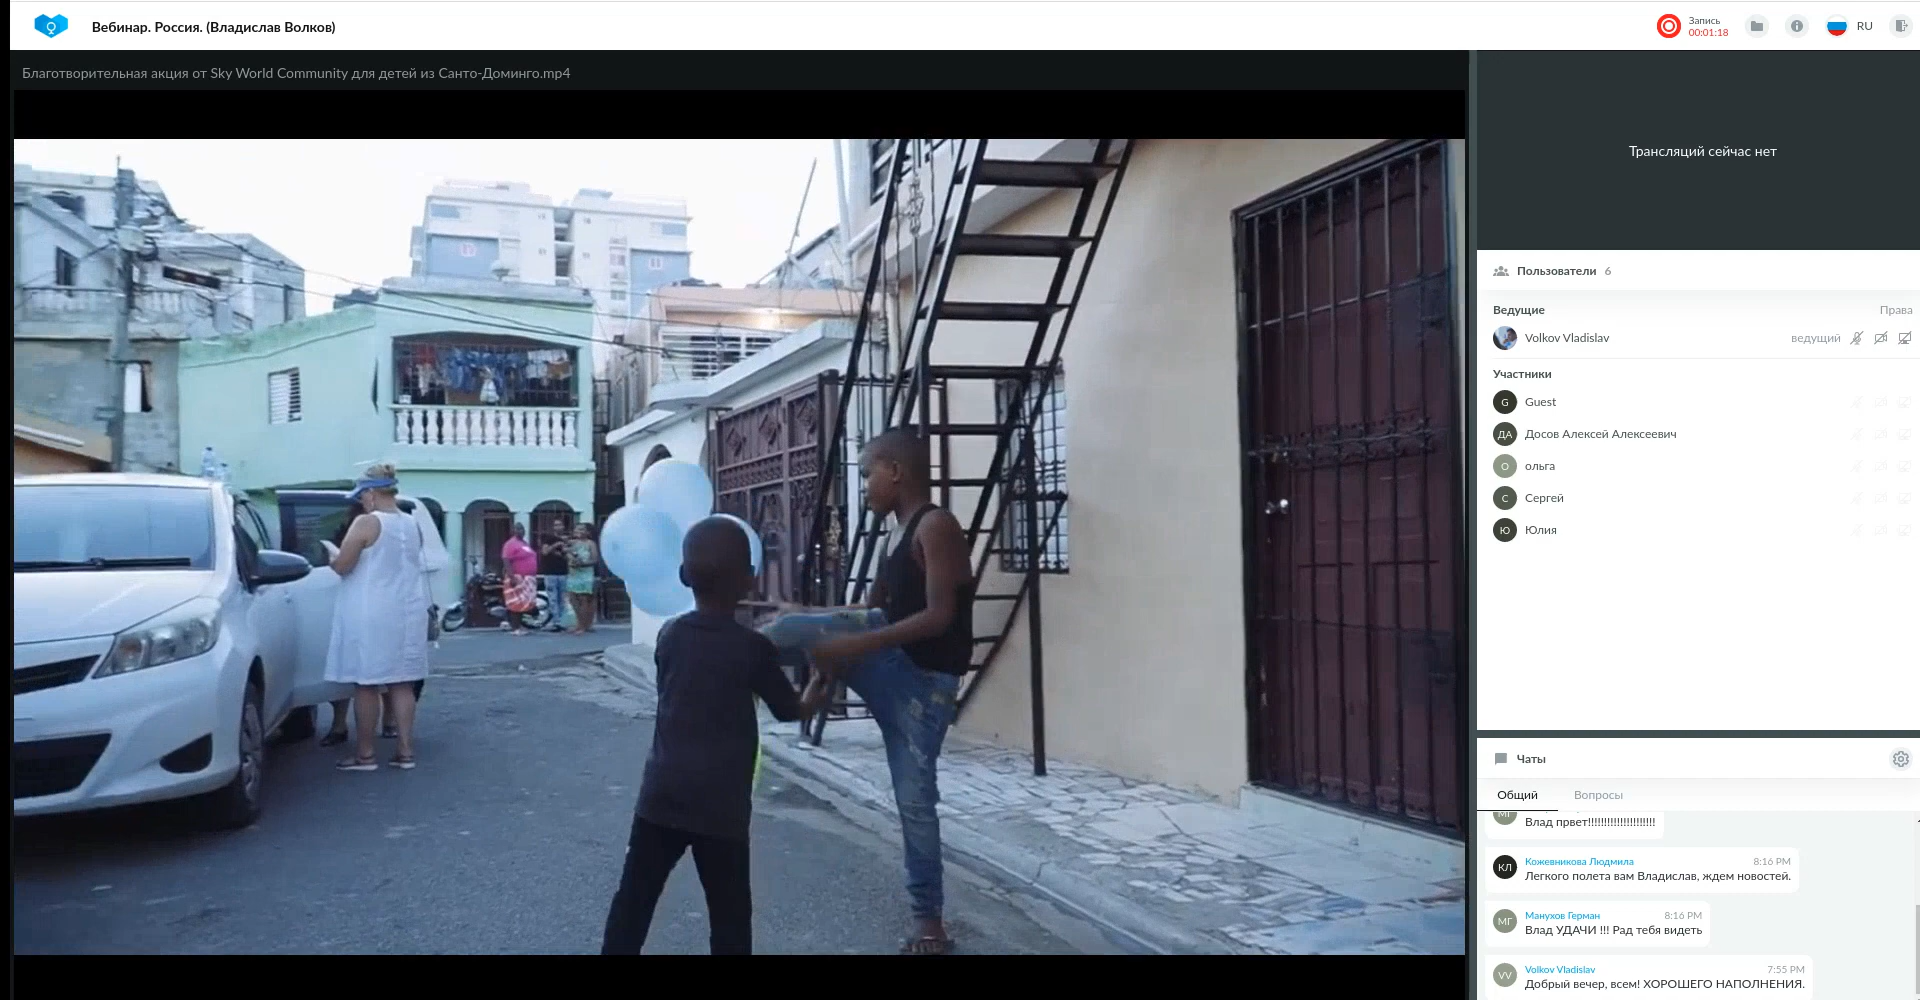 Вебинар. Россия. (Владислав Волков)
Запись
00:01:18
RU
Благотворительная акция от Sky World Community для детей из Санто-Доминго.mp4
Трансляций сейчас нет
Пользователи 6
Ведущие Права
Volkov Vladislav ведущий
Участники
G Guest
ДА Досов Алексей Алексеевич
О ольга
С Сергей
Ю Юлия
Чаты
Общий Вопросы
МГ
Влад првет!!!!!!!!!!!!!!!!!!!!!
Кожевникова Людмила 8:16 PM
КЛ Легкого полета вам Владислав, ждем новостей.
Манухов Герман 8:16 PM
МГ Влад УДАЧИ !!! Рад тебя видеть
Volkov Vladislav 7:55 PM
VV Добрый вечер, всем! ХОРОШЕГО НАПОЛНЕНИЯ.